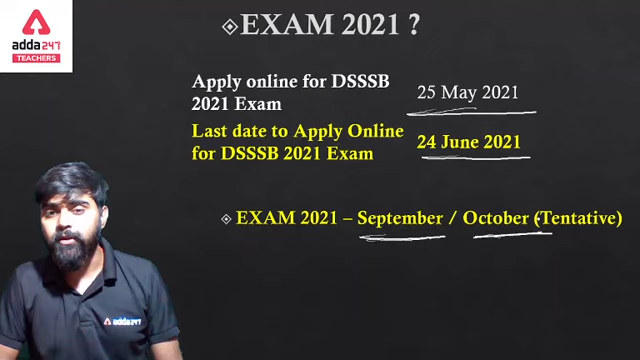 adda247
TEACHERS
EXAM 2021 ?
Apply online for DSSSB
2021 Exam
25 May 2021
Last date to Apply Online
for DSSSB 2021 Exam
24 June 2021
EXAM 2021 – September / October (Tentative)
adda247